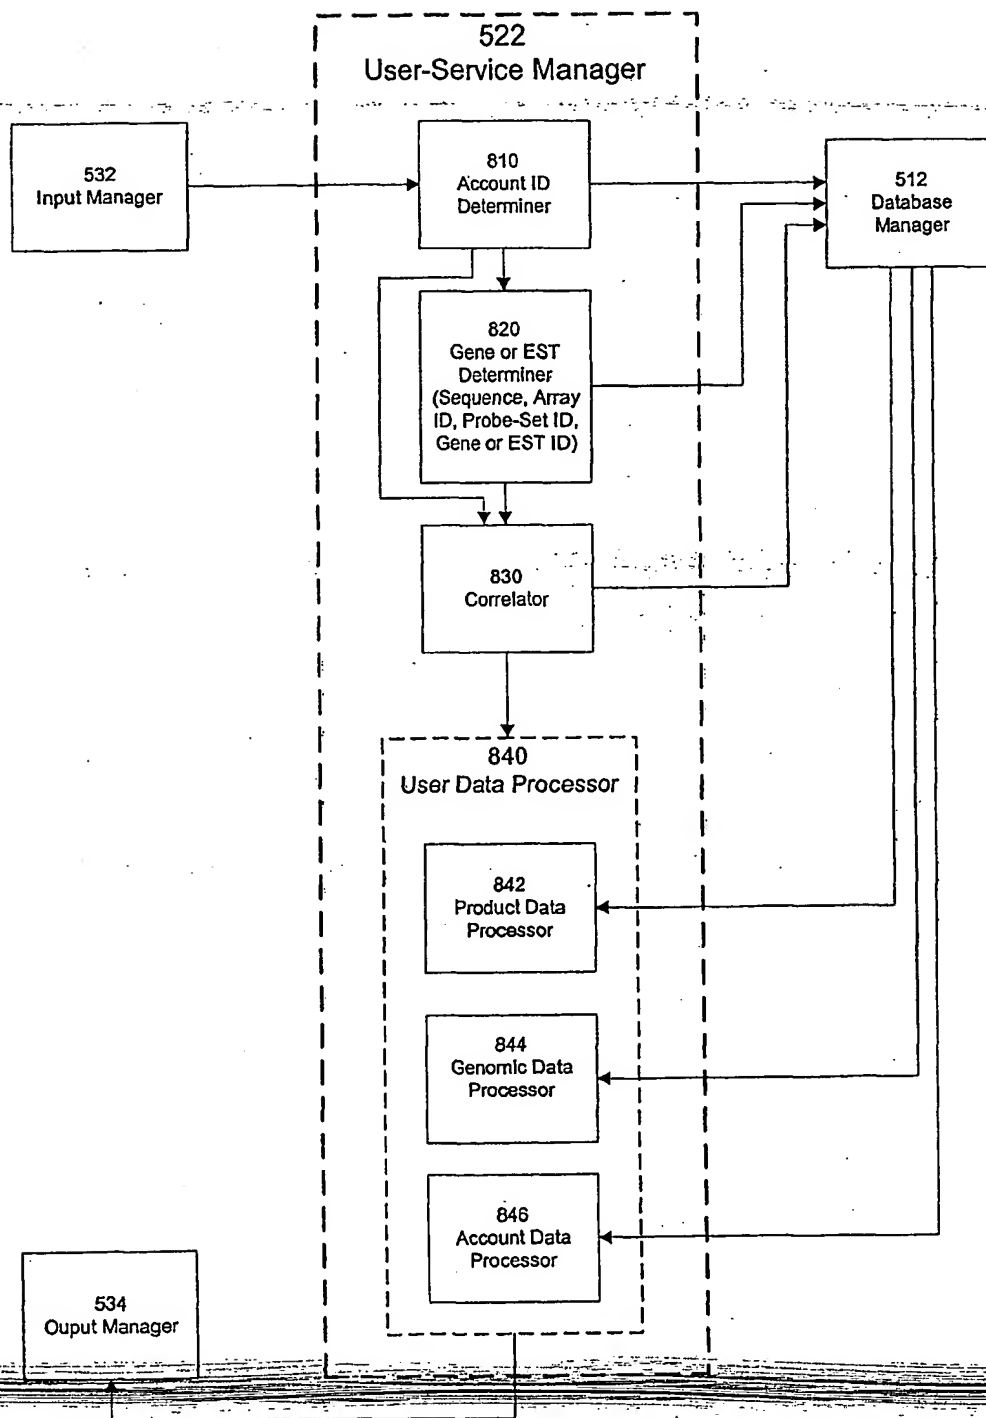 522
User-Service Manager
532
Input Manager
810
Account ID
Determiner
512
Database
Manager
820
Gene or EST
Determiner
(Sequence, Array
ID, Probe-Set ID,
Gene or EST ID)
830
Correlator
840
User Data Processor
842
Product Data
Processor
844
Genomic Data
Processor
846
Account Data
Processor
534
Ouput Manager